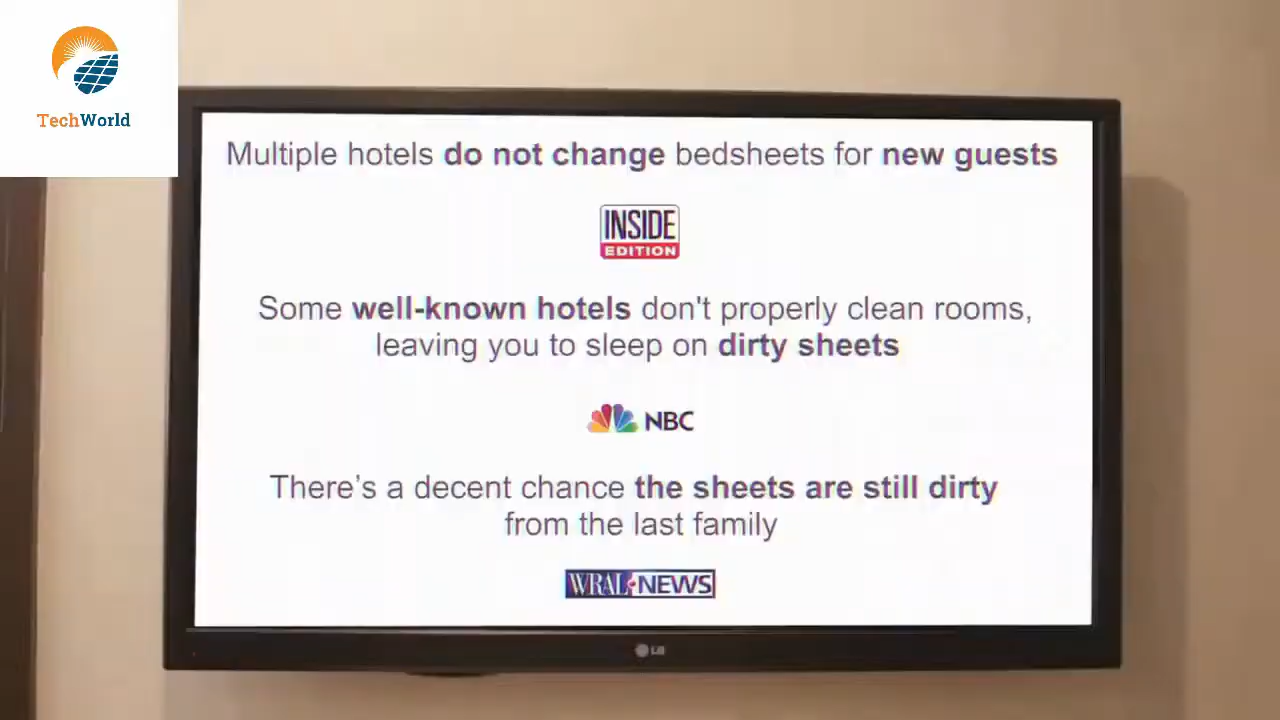 TechWorld
Multiple hotels do not change bedsheets for new guests
INSIDE
EDITION
Some well-known hotels don't properly clean rooms,
leaving you to sleep on dirty sheets
NBC
There's a decent chance the sheets are still dirty
from the last family
WRAL NEWS
LG